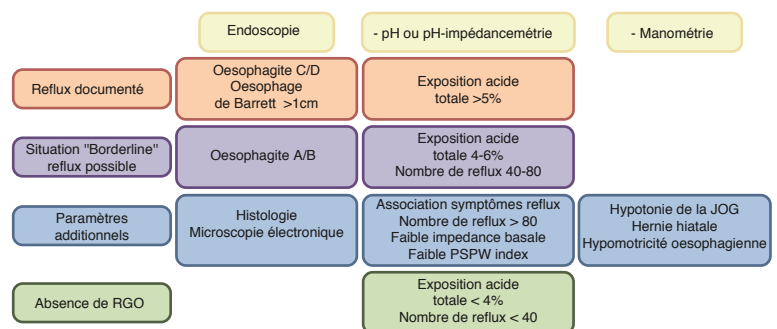 Endoscopie
- pH ou pH-impédancemétrie
- Manométrie
Reflux documenté
Oesophagite C/D
Oesophage
de Barrett >1cm
Exposition acide
totale >5%
Situation "Borderline"
reflux possible
Oesophagite A/B
Exposition acide
totale 4-6%
Nombre de reflux 40-80
Paramètres
additionnels
Histologie
Microscopie électronique
Association symptômes reflux
Nombre de reflux > 80
Faible impedance basale
Faible PSPW index
Hypotonie de la JOG
Hernie hiatale
Hypomotricité oesophagienne
Absence de RGO
Exposition acide
totale < 4%
Nombre de reflux < 40